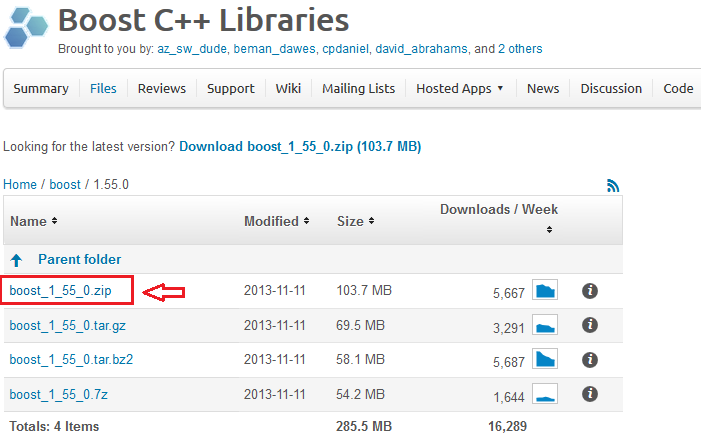 Boost C++ Libraries
Brought to you by: az_sw_dude, beman_dawes, cpdaniel, david_abrahams, and 2 others
Summary Files Reviews Support Wiki Mailing Lists Hosted Apps ▾ News Discussion Code
Looking for the latest version? Download boost_1_55_0.zip (103.7 MB)
Home / boost / 1.55.0
Name Modified Size Downloads / Week
Parent folder
boost_1_55_0.zip 2013-11-11 103.7 MB 5,667 i
boost_1_55_0.tar.gz 2013-11-11 69.5 MB 3,291 i
boost_1_55_0.tar.bz2 2013-11-11 58.1 MB 5,687 i
boost_1_55_0.7z 2013-11-11 54.2 MB 1,644 i
Totals: 4 Items 285.5 MB 16,289